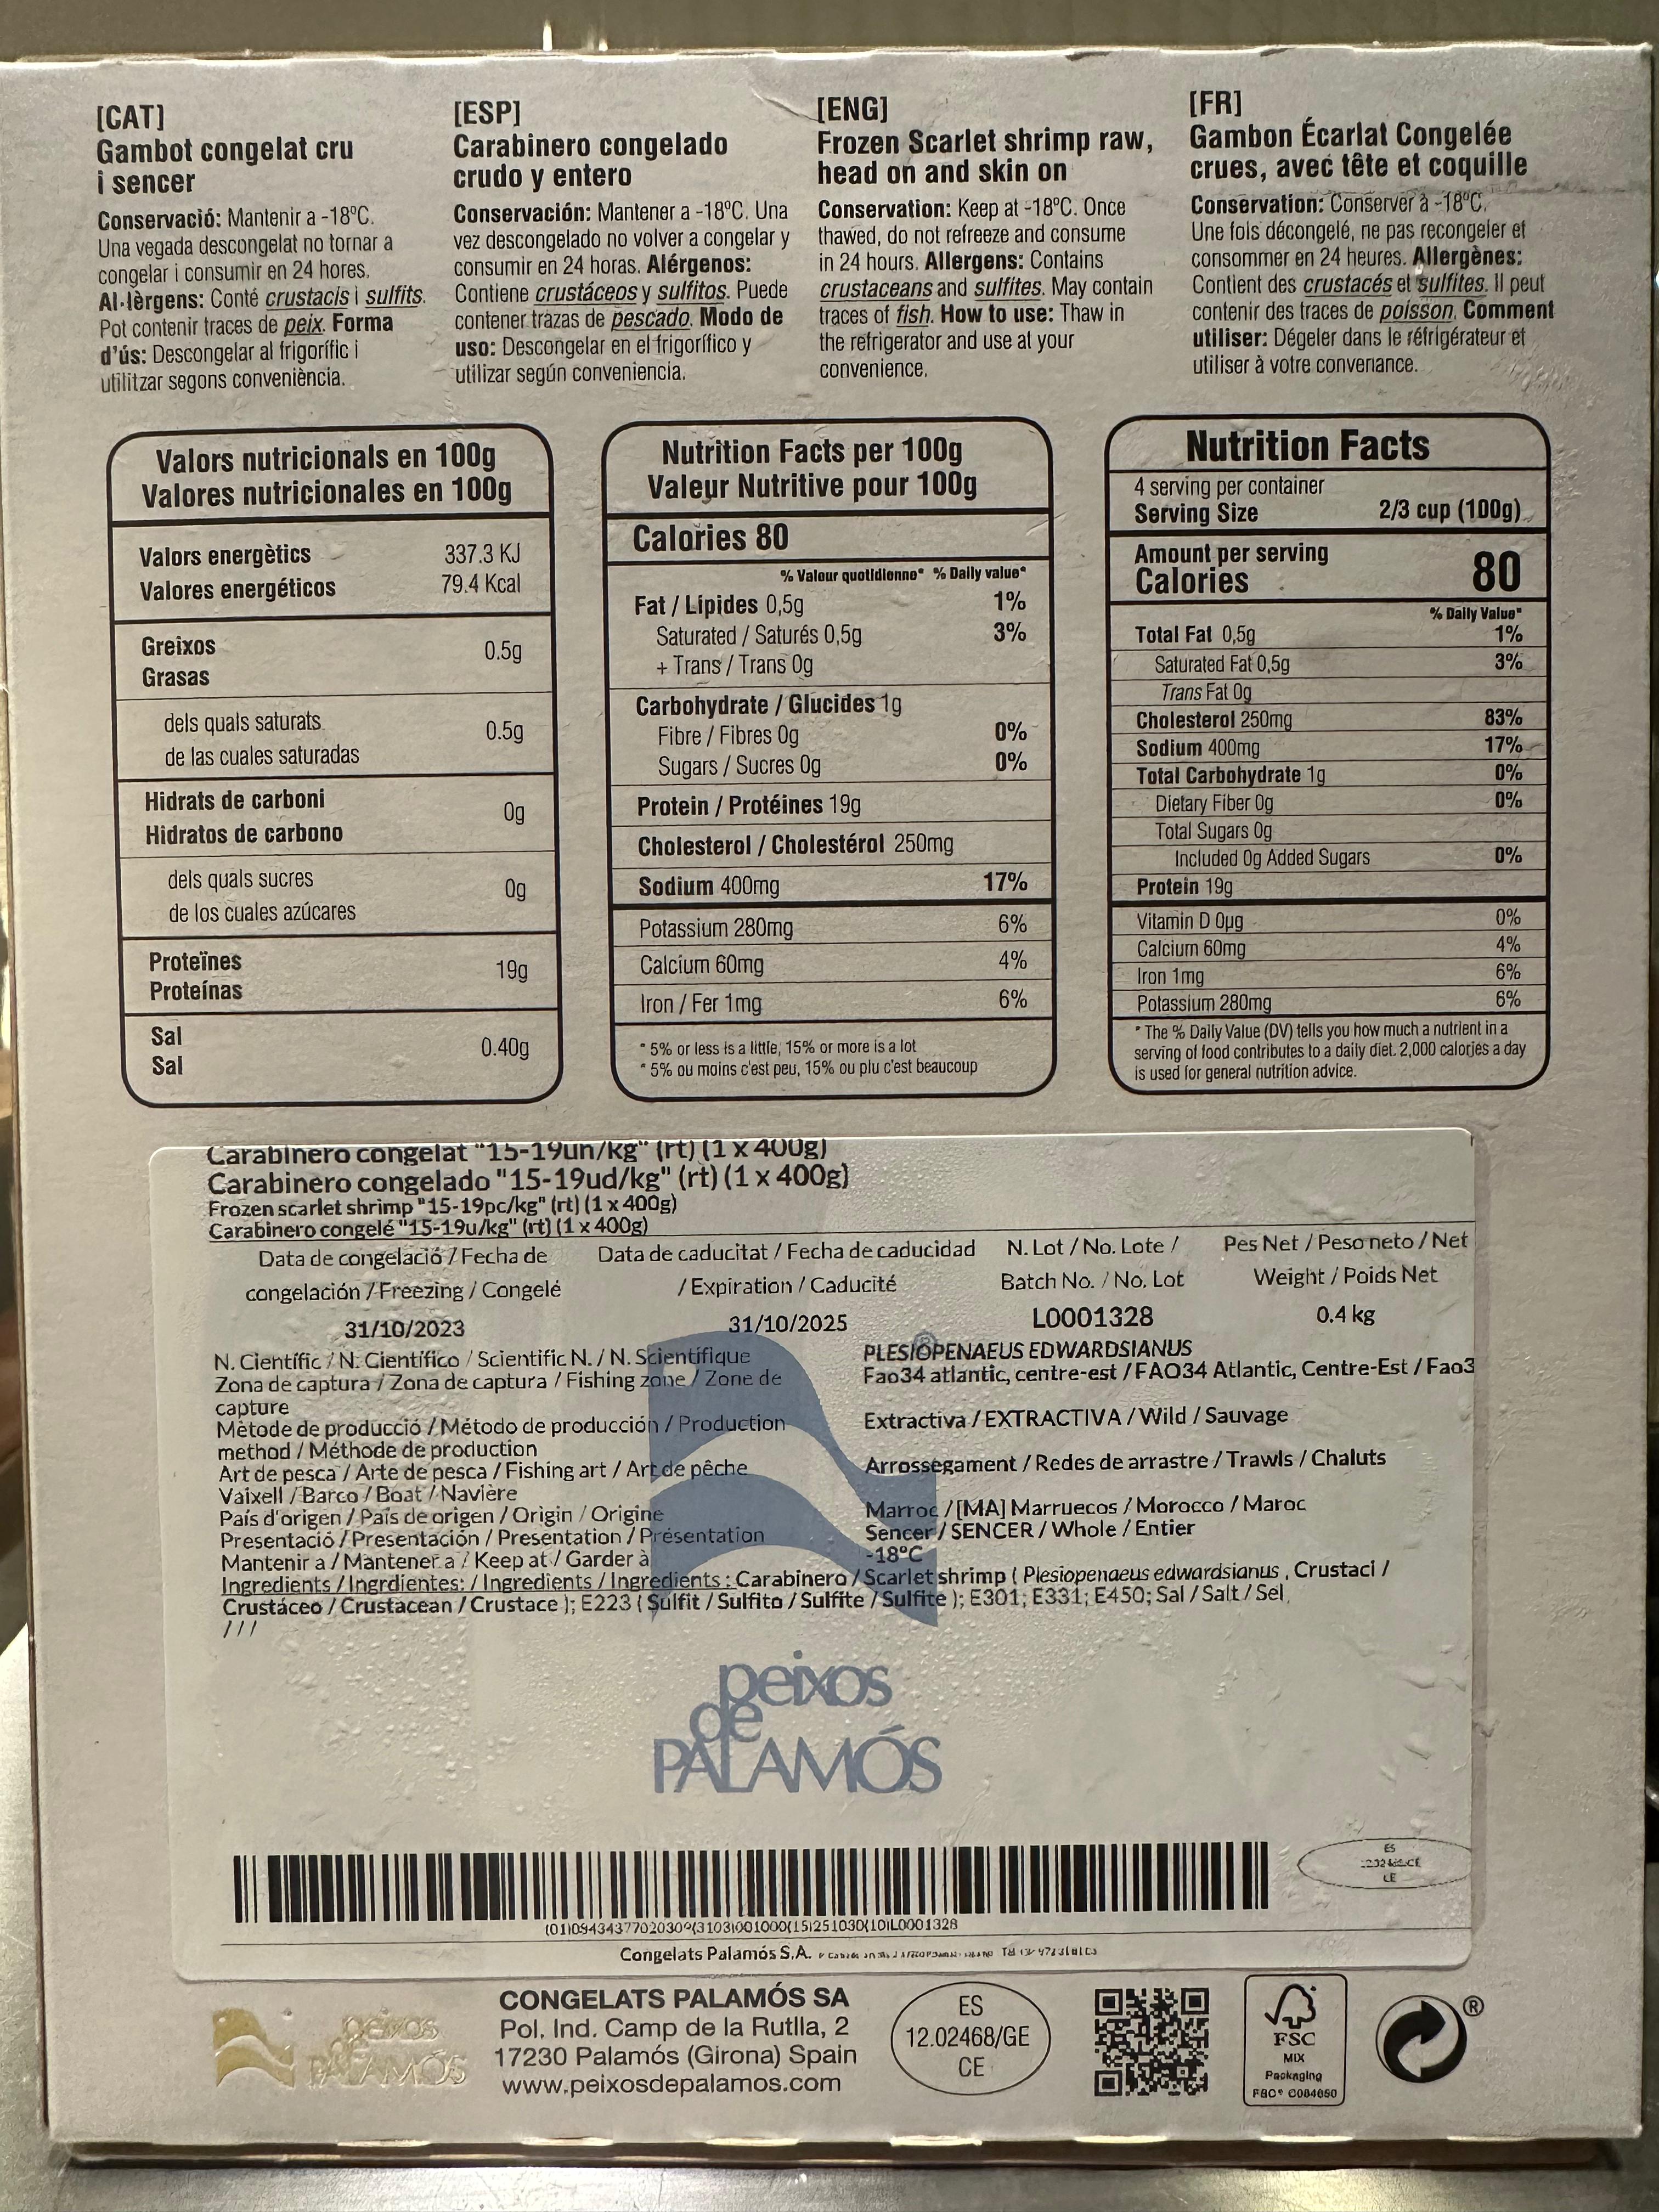 [CAT]
Gambot congelat cru
i sencer
Conservació: Mantenir a -18ºC.
Una vegada descongelat no tornar a
congelar i consumir en 24 hores.
Al·lèrgens: Conté crustacis i sulfits.
Pot contenir traces de peix. Forma
d'ús: Descongelar al frigorífic i
utilitzar segons conveniència.
[ESP]
Carabinero congelado
crudo y entero
Conservación: Mantener a -18ºC. Una
vez descongelado no volver a congelar y
consumir en 24 horas. Alérgenos:
Contiene crustáceos y sulfitos. Puede
contener trazas de pescado. Modo de
uso: Descongelar en el frigorífico y
utilizar según conveniencia.
[ENG]
Frozen Scarlet shrimp raw,
head on and skin on
Conservation: Keep at -18ºC. Once
thawed, do not refreeze and consume
in 24 hours. Allergens: Contains
crustaceans and sulfites. May contain
traces of fish. How to use: Thaw in
the refrigerator and use at your
convenience.
[FR]
Gambon Écarlat Congelée
crues, avec tête et coquille
Conservation: Conserver à -18ºC.
Une fois décongelé, ne pas recongeler et
consommer en 24 heures. Allergènes:
Contient des crustacés et sulfites. Il peut
contenir des traces de poisson. Comment
utiliser: Dégeler dans le réfrigérateur et
utiliser à votre convenance.
Valors nutricionals en 100g
Valores nutricionales en 100g
Valors energètics 337.3 KJ
Valores energéticos 79.4 Kcal
Greixos
Grasas 0.5g
dels quals saturats
de las cuales saturadas 0.5g
Hidrats de carboni
Hidratos de carbono 0g
dels quals sucres
de los cuales azúcares 0g
Proteïnes
Proteínas 19g
Sal
Sal 0.40g
Nutrition Facts per 100g
Valeur Nutritive pour 100g
Calories 80
% Valeur quotidienne* % Daily value*
Fat / Lipides 0,5g 1%
Saturated / Saturés 0,5g 3%
+ Trans / Trans 0g
Carbohydrate / Glucides 1g
Fibre / Fibres 0g 0%
Sugars / Sucres 0g 0%
Protein / Protéines 19g
Cholesterol / Cholestérol 250mg
Sodium 400mg 17%
Potassium 280mg 6%
Calcium 60mg 4%
Iron / Fer 1mg 6%
* 5% or less is a little, 15% or more is a lot
* 5% ou moins c'est peu, 15% ou plu c'est beaucoup
Nutrition Facts
4 serving per container
Serving Size 2/3 cup (100g)
Amount per serving
Calories 80
% Daily Value*
Total Fat 0,5g 1%
Saturated Fat 0,5g 3%
Trans Fat 0g
Cholesterol 250mg 83%
Sodium 400mg 17%
Total Carbohydrate 1g 0%
Dietary Fiber 0g 0%
Total Sugars 0g
Included 0g Added Sugars 0%
Protein 19g
Vitamin D 0µg 0%
Calcium 60mg 4%
Iron 1mg 6%
Potassium 280mg 6%
* The % Daily Value (DV) tells you how much a nutrient in a
serving of food contributes to a daily diet. 2,000 calories a day
is used for general nutrition advice.
Carabinero congelat "15-19un/kg" (rt) (1 x 400g)
Carabinero congelado "15-19ud/kg" (rt) (1 x 400g)
Frozen scarlet shrimp "15-19pc/kg" (rt) (1 x 400g)
Carabinero congelé "15-19u/kg" (rt) (1 x 400g)
Data de congelació / Fecha de
congelación / Freezing / Congelé
31/10/2023
Data de caducitat / Fecha de caducidad
/ Expiration / Caducité
31/10/2025
N. Lot / No. Lote /
Batch No. / No. Lot
L0001328
Pes Net / Peso neto / Net
Weight / Poids Net
0.4 kg
N. Científic / N. Científico / Scientific N. / N. Scientifique PLESIOPENAEUS EDWARDSIANUS
Zona de captura / Zona de captura / Fishing zone / Zone de Fao34 atlantic, centre-est / FAO34 Atlantic, Centre-Est / Fao3
capture
Mètode de producció / Método de producción / Production Extractiva / EXTRACTIVA / Wild / Sauvage
method / Méthode de production
Art de pesca / Arte de pesca / Fishing art / Art de pêche Arrossegament / Redes de arrastre / Trawls / Chaluts
Vaixell / Barco / Boat / Navière
País d'origen / País de origen / Origin / Origine Marroc / [MA] Marruecos / Morocco / Maroc
Presentació / Presentación / Presentation / Présentation Sencer / SENCER / Whole / Entier
Mantenir a / Mantener a / Keep at / Garder à -18ºC
Ingredients / Ingrdientes: / Ingredients / Ingredients : Carabinero / Scarlet shrimp ( Plesiopenaeus edwardsianus , Crustaci /
Crustáceo / Crustacean / Crustace ); E223 ( Sulfit / Sulfito / Sulfite / Sulfite ); E301; E331; E450; Sal / Salt / Sel
///
®
peixos
de
PALAMÓS
ES
CE
L0001328
Congelats Palamós S.A.
peixos
de
PALAMÓS
CONGELATS PALAMÓS SA
Pol. Ind. Camp de la Rutlla, 2
17230 Palamós (Girona) Spain
www.peixosdepalamos.com
ES
12.02468/GE
CE
FSC
MIX
Packaging
FSC® C084650
®